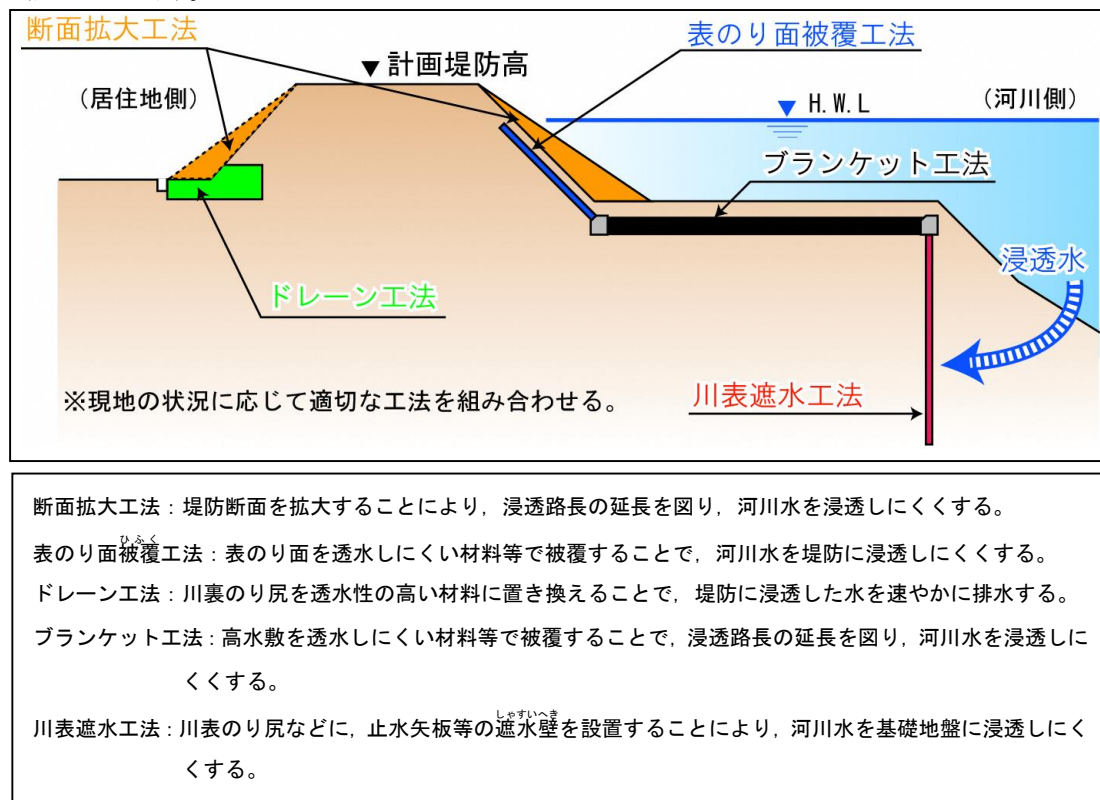 断面拡大工法
表のり面被覆工法
▼計画堤防高
(居住地側)
▼ H.W.L
(河川側)
ブランケット工法
浸透水
ドレーン工法
※現地の状況に応じて適切な工法を組み合わせる。
川表遮水工法
断面拡大工法:堤防断面を拡大することにより,浸透路長の延長を図り,河川水を浸透しにくくする。
ひふく
表のり面被覆工法:表のり面を透水しにくい材料等で被覆することで,河川水を堤防に浸透しにくくする。
ドレーン工法:川裏のり尻を透水性の高い材料に置き換えることで,堤防に浸透した水を速やかに排水する。
ブランケット工法:高水敷を透水しにくい材料等で被覆することで,浸透路長の延長を図り,河川水を浸透しに
くくする。
しゃすいへき
川表遮水工法:川表のり尻などに,止水矢板等の遮水壁を設置することにより,河川水を基礎地盤に浸透しにく
くする。